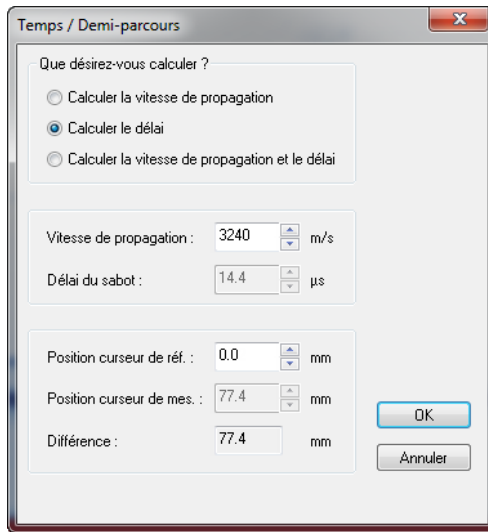 Temps / Demi-parcours
Que désirez-vous calculer ?
Calculer la vitesse de propagation
Calculer le délai
Calculer la vitesse de propagation et le délai
Vitesse de propagation : 3240 m/s
Délai du sabot : 14.4 µs
Position curseur de réf. : 0.0 mm
Position curseur de mes. : 77.4 mm
Différence : 77.4 mm
OK
Annuler